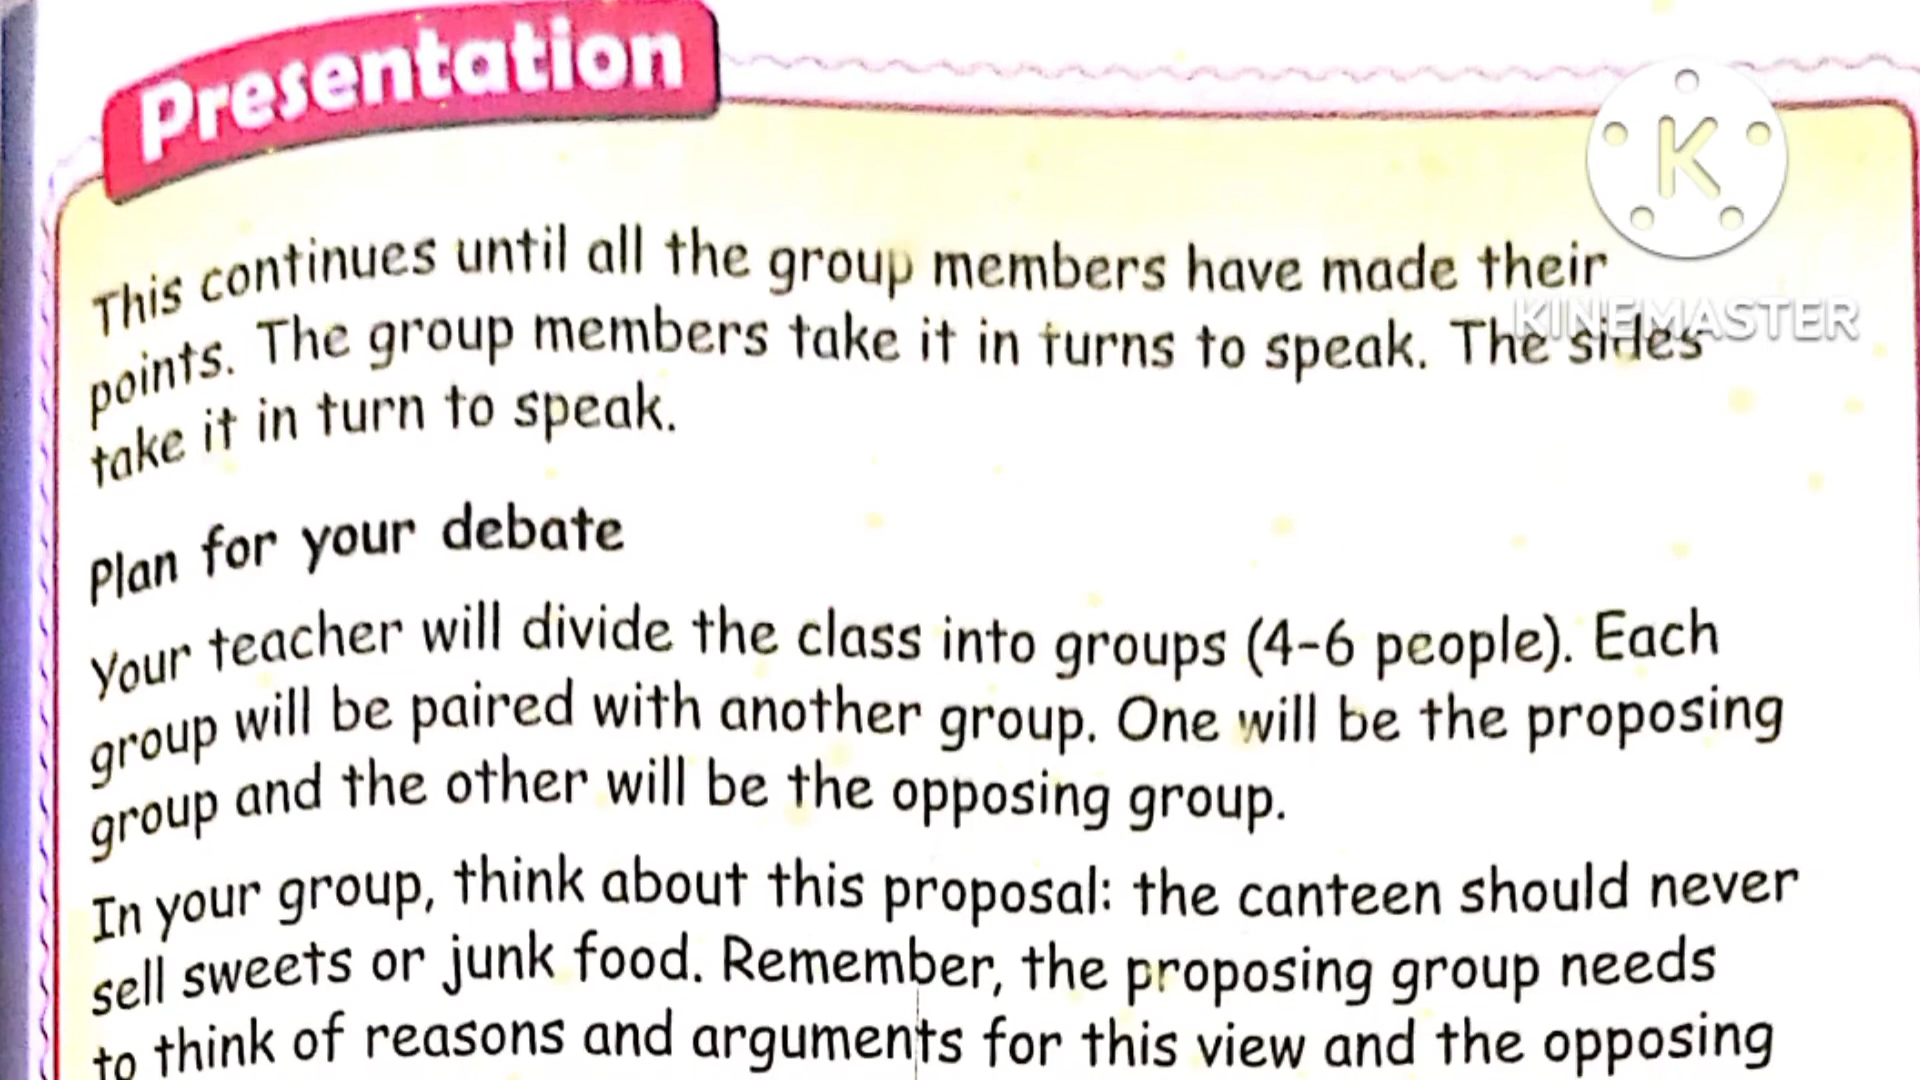 Presentation
K
KINEMASTER
This continues until all the group members have made their
points. The group members take it in turns to speak. The sides
take it in turn to speak.
Plan for your debate
Your teacher will divide the class into groups (4-6 people). Each
group will be paired with another group. One will be the proposing
group and the other will be the opposing group.
In your group, think about this proposal: the canteen should never
sell sweets or junk food. Remember, the proposing group needs
to think of reasons and arguments for this view and the opposing